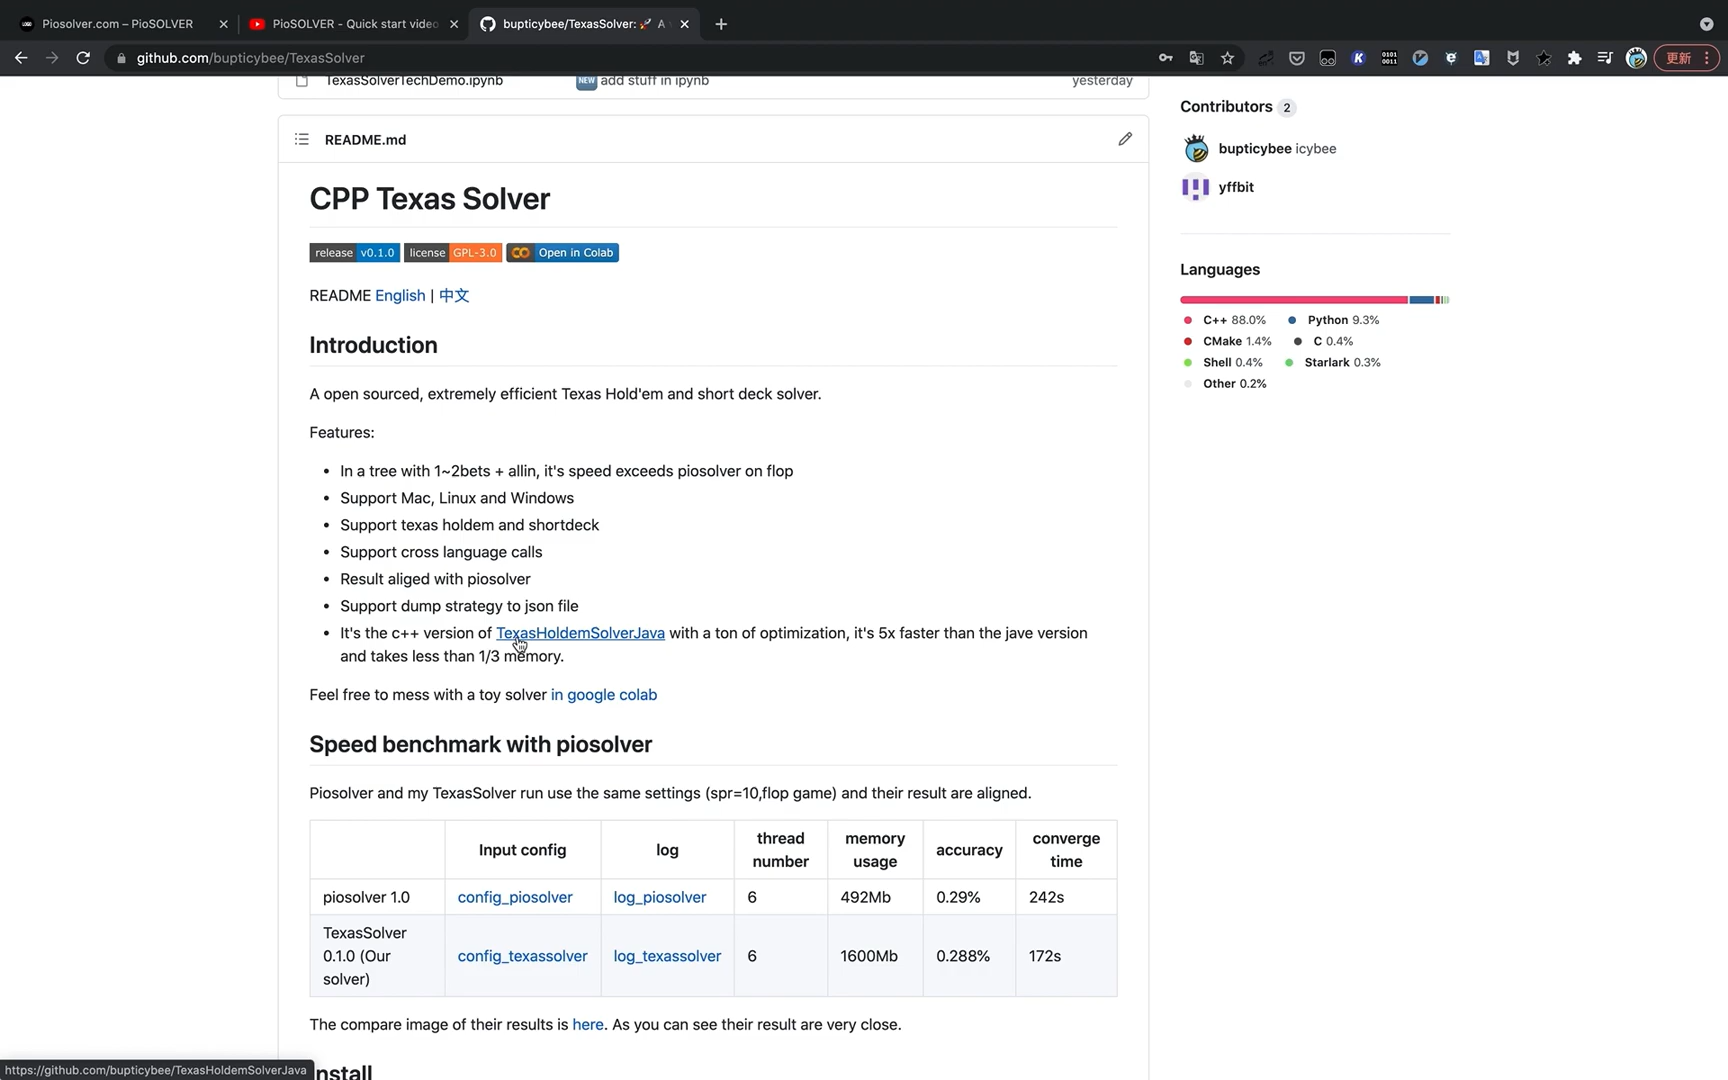 Piosolver.com – PioSOLVER
PioSOLVER - Quick start video
bupticybee/TexasSolver: 🚀 A
github.com/bupticybee/TexasSolver
更新
TexasSolverTechDemo.ipynb
NEW add stuff in ipynb
yesterday
README.md
CPP Texas Solver
release v0.1.0 license GPL-3.0 Open in Colab
README English | 中文
Introduction
A open sourced, extremely efficient Texas Hold'em and short deck solver.
Features:
• In a tree with 1~2bets + allin, it's speed exceeds piosolver on flop
• Support Mac, Linux and Windows
• Support texas holdem and shortdeck
• Support cross language calls
• Result aliged with piosolver
• Support dump strategy to json file
• It's the c++ version of TexasHoldemSolverJava with a ton of optimization, it's 5x faster than the jave version
and takes less than 1/3 memory.
Feel free to mess with a toy solver in google colab
Speed benchmark with piosolver
Piosolver and my TexasSolver run use the same settings (spr=10,flop game) and their result are aligned.
Input config
log
thread
number
memory
usage
accuracy
converge
time
piosolver 1.0
config_piosolver
log_piosolver
6
492Mb
0.29%
242s
TexasSolver
0.1.0 (Our
solver)
config_texassolver
log_texassolver
6
1600Mb
0.288%
172s
The compare image of their results is here. As you can see their result are very close.
Install
https://github.com/bupticybee/TexasHoldemSolverJava
Contributors 2
bupticybee icybee
yffbit
Languages
C++ 88.0% Python 9.3%
CMake 1.4% C 0.4%
Shell 0.4% Starlark 0.3%
Other 0.2%